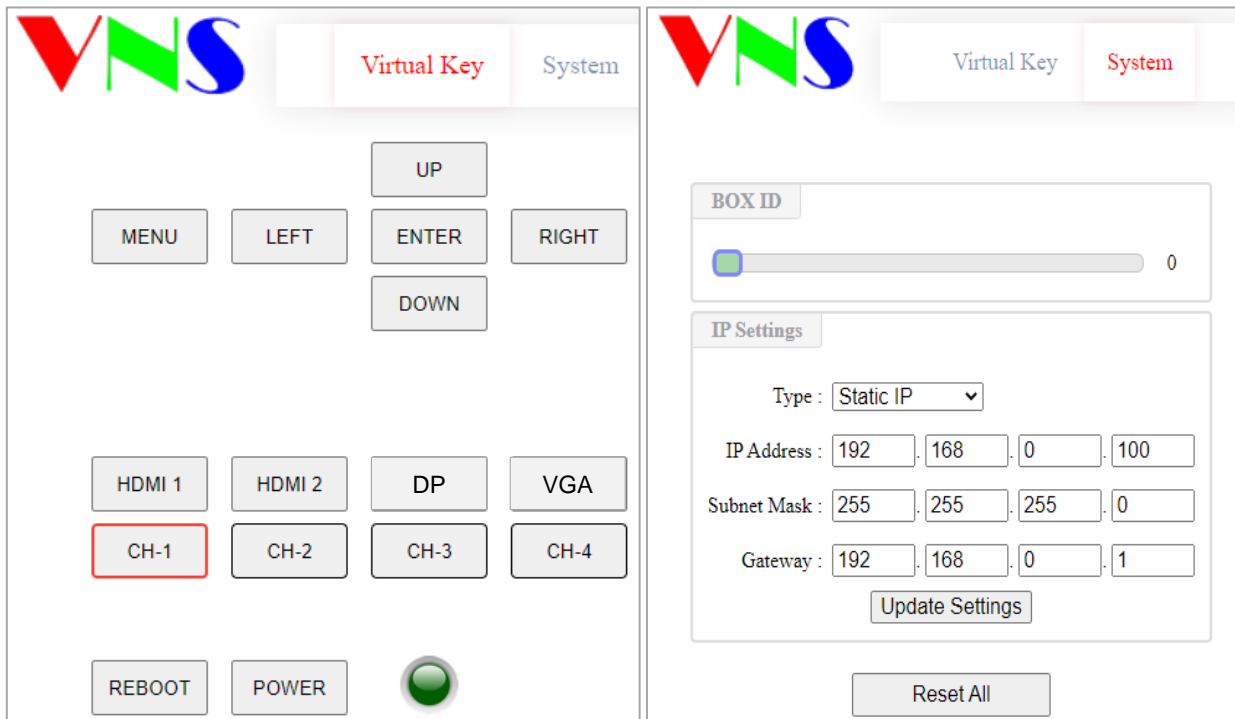 VNS
Virtual Key System
UP
MENU LEFT ENTER RIGHT
DOWN
HDMI 1 HDMI 2 DP VGA
CH-1 CH-2 CH-3 CH-4
REBOOT POWER
VNS
Virtual Key System
BOX ID
0
IP Settings
Type : Static IP
IP Address : 192 . 168 . 0 . 100
Subnet Mask : 255 . 255 . 255 . 0
Gateway : 192 . 168 . 0 . 1
Update Settings
Reset All